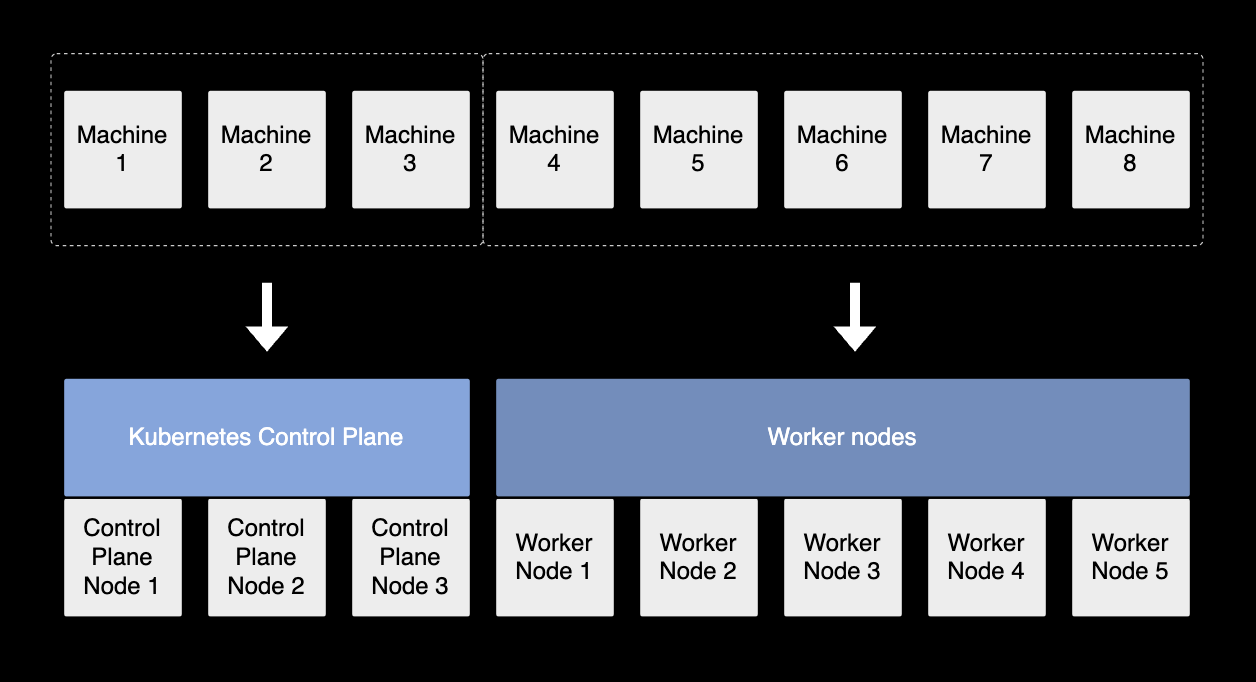 Machine
1
Machine
2
Machine
3
Machine
4
Machine
5
Machine
6
Machine
7
Machine
8
Kubernetes Control Plane
Worker nodes
Control
Plane
Node 1
Control
Plane
Node 2
Control
Plane
Node 3
Worker
Node 1
Worker
Node 2
Worker
Node 3
Worker
Node 4
Worker
Node 5